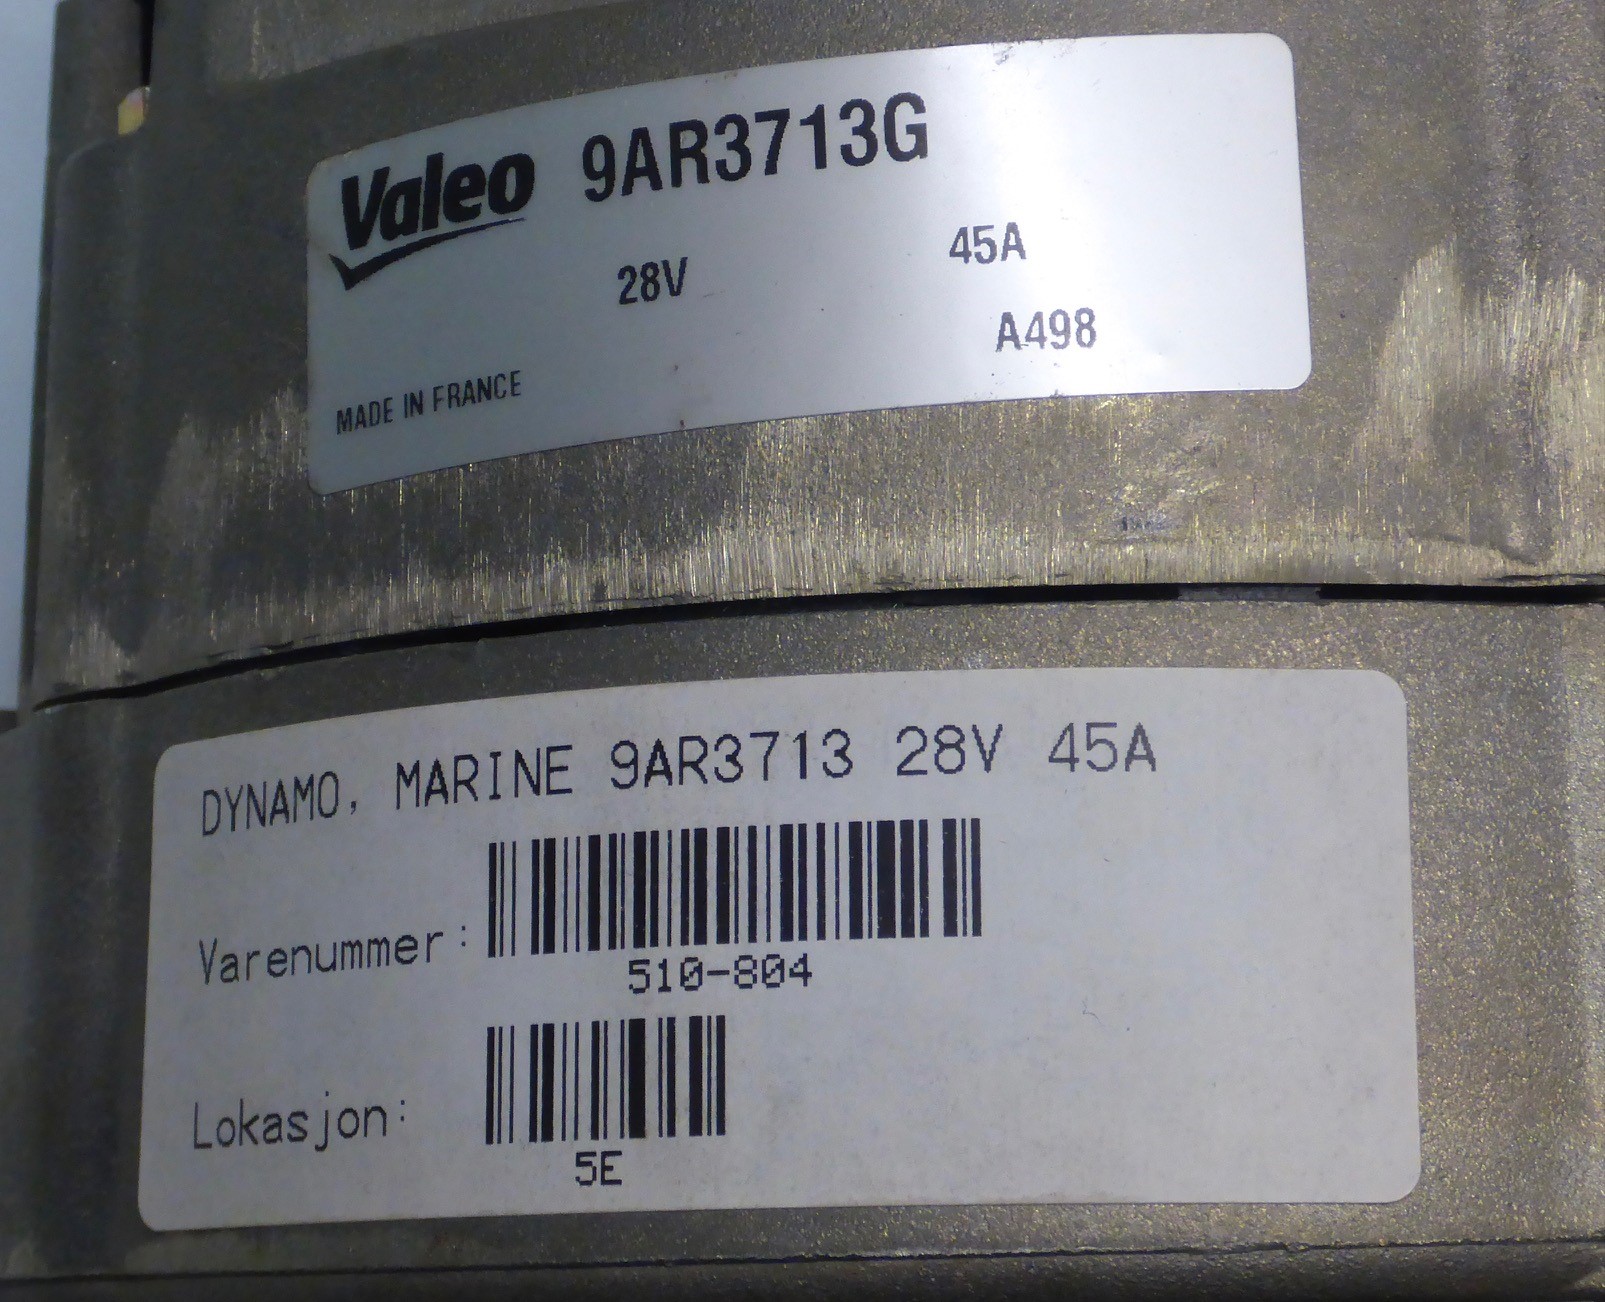 Valeo 9AR3713G
28V 45A
A498
MADE IN FRANCE
DYNAMO, MARINE 9AR3713 28V 45A
Varenummer:
510-804
Lokasjon:
5E